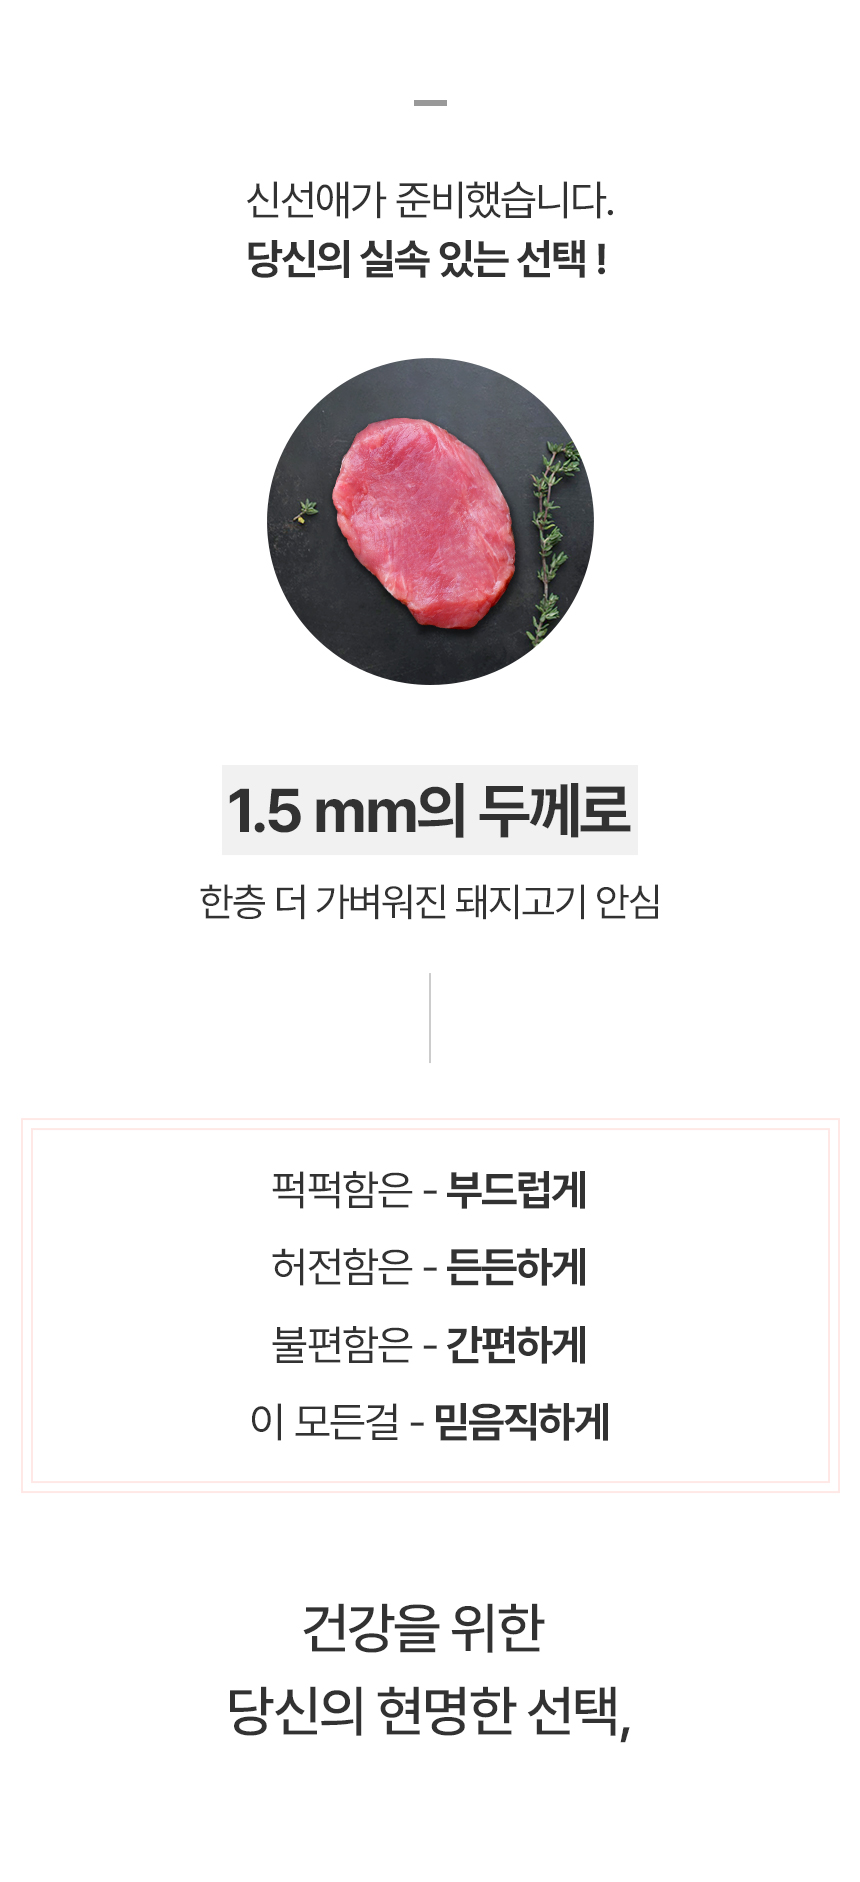 신선애가 준비했습니다.
당신의 실속 있는 선택 !
1.5 mm의 두께로
한층 더 가벼워진 돼지고기 안심
퍽퍽함은 - 부드럽게
허전함은 - 든든하게
불편함은 - 간편하게
이 모든걸 - 믿음직하게
건강을 위한
당신의 현명한 선택,